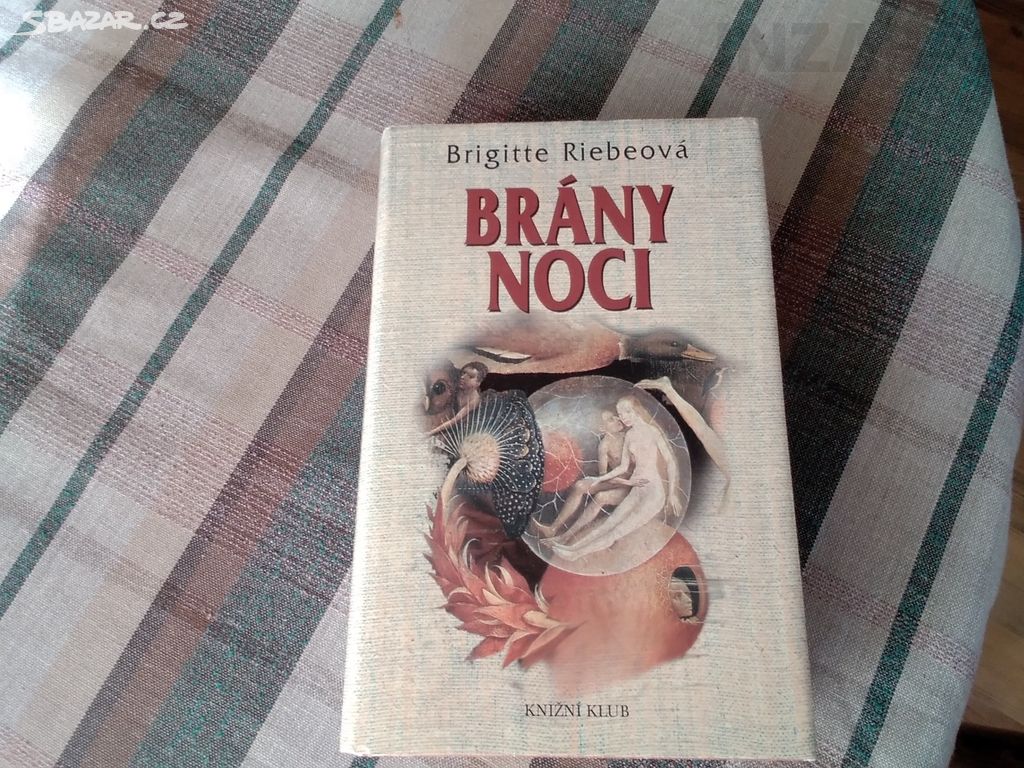 SBAZAR.CZ
Brigitte Riebeová
BRÁNY
NOCI
KNIŽNÍ KLUB